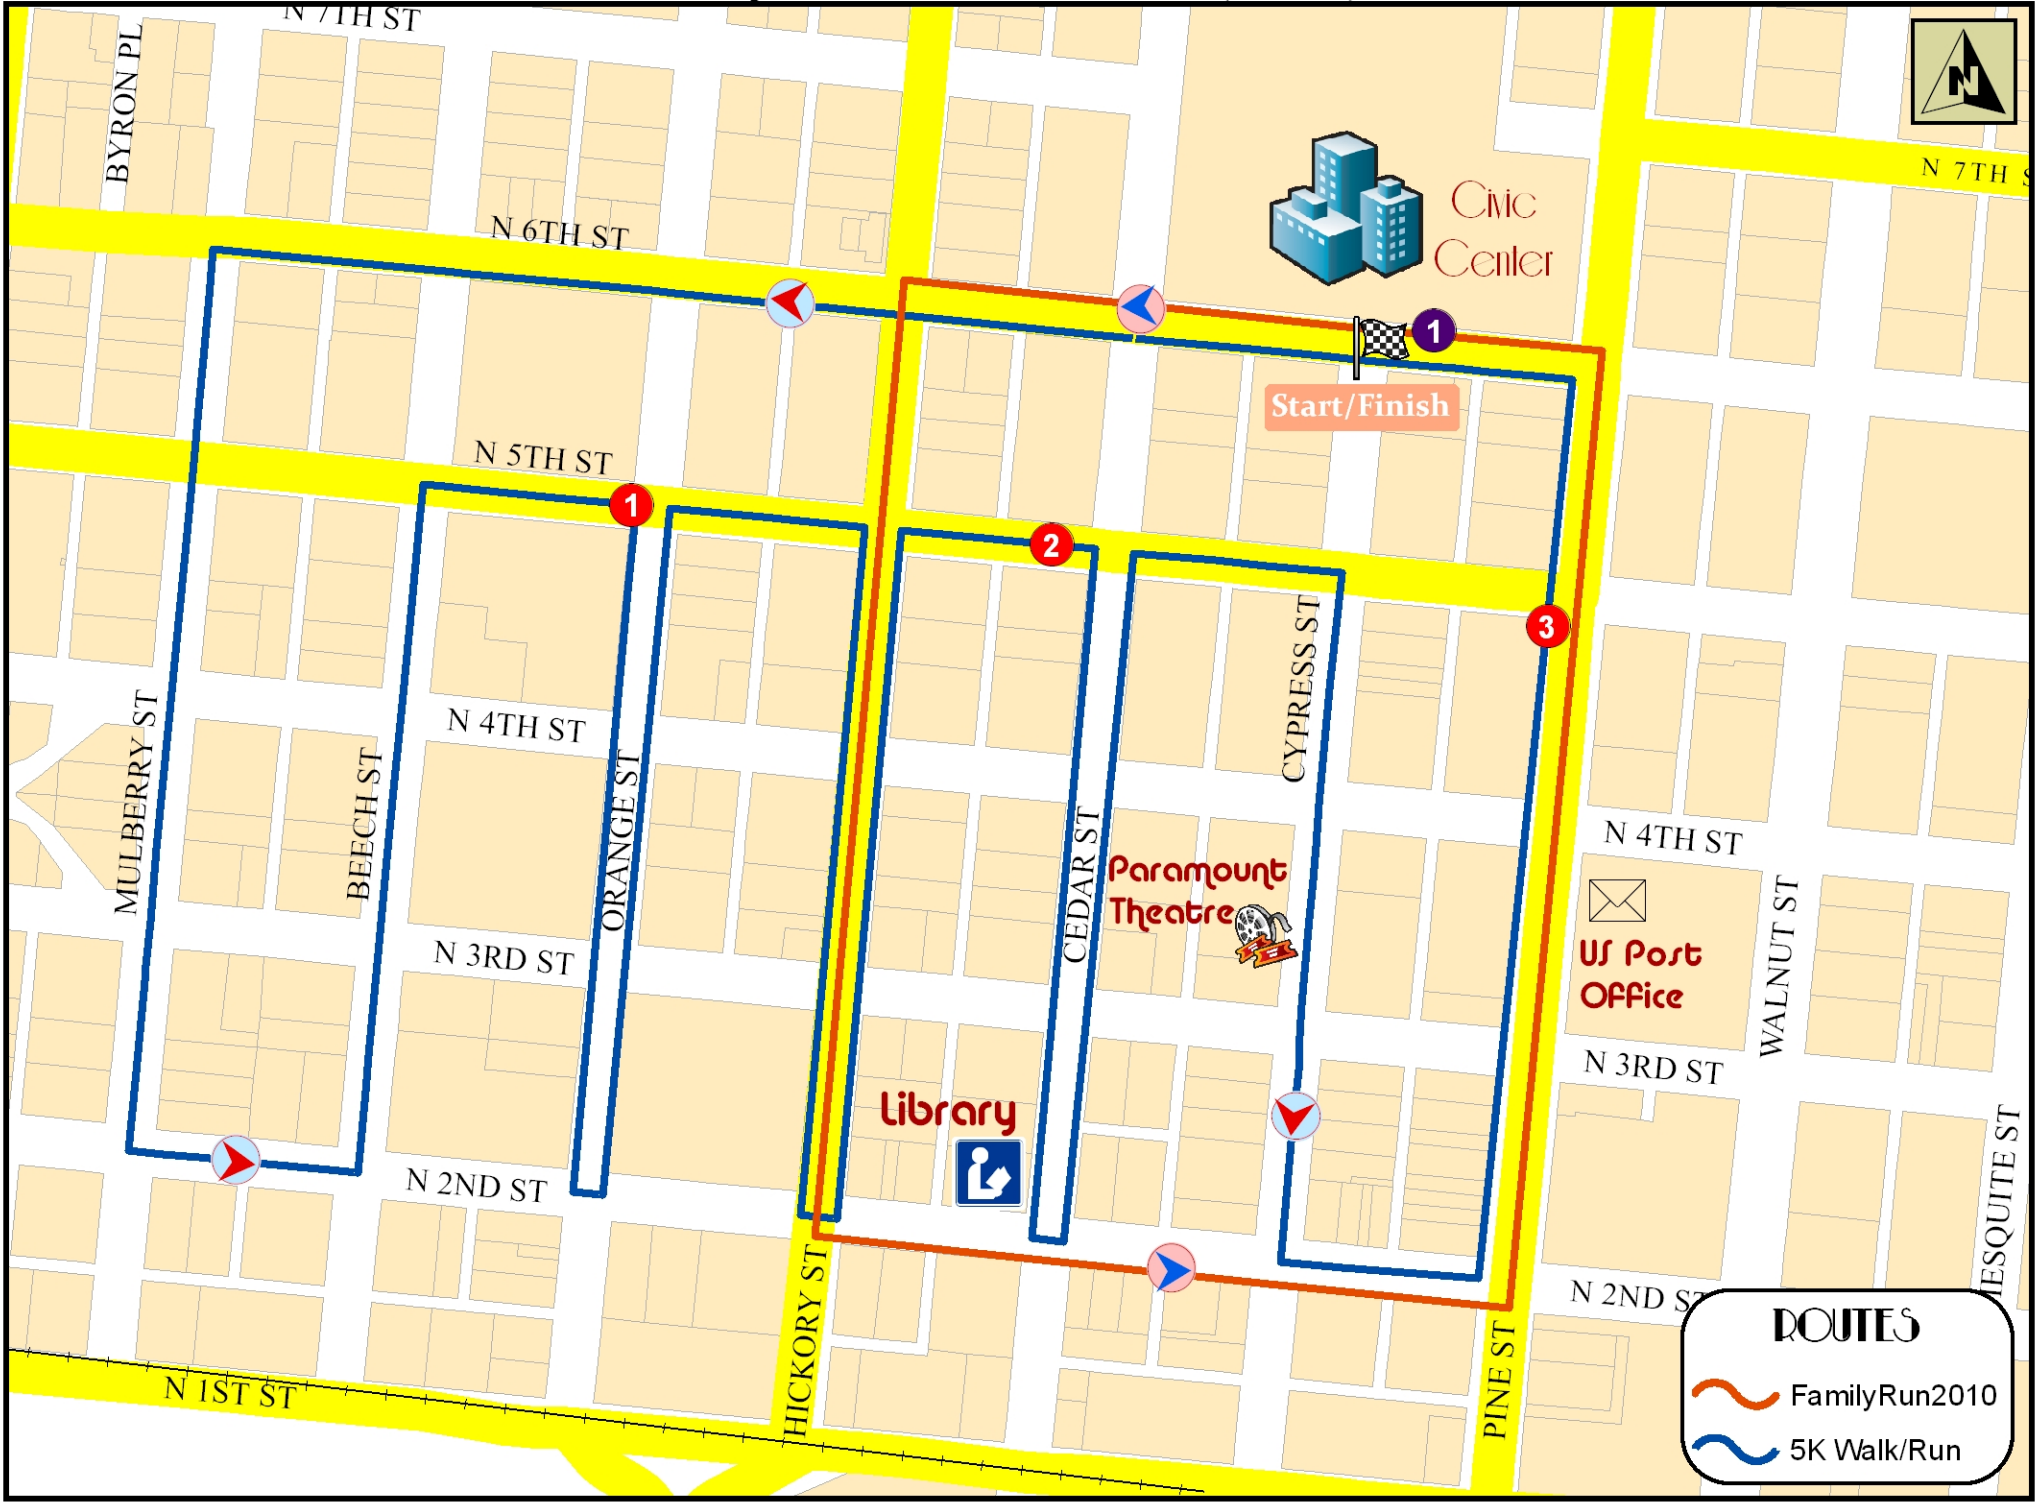 N 7TH ST
BYRON PL
N 7TH S
Civic
Center
N 6TH ST
1
Start/Finish
N 5TH ST
1
2
3
CYPRESS ST
MULBERRY ST
N 4TH ST
BEECH ST
ORANGE ST
CEDAR ST
N 4TH ST
Paramount
Theatre
US Post
Office
WALNUT ST
N 3RD ST
N 3RD ST
Library
N 2ND ST
MESQUITE ST
N 2ND ST
HICKORY ST
PINE ST
N 1ST ST
N
ROUTES
FamilyRun2010
5K Walk/Run